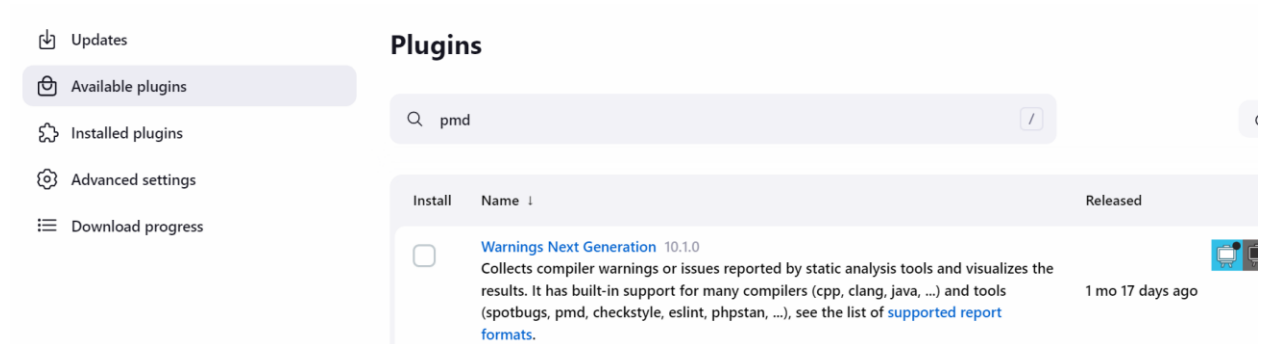 Updates
Available plugins
Installed plugins
Advanced settings
Download progress
Plugins
pmd
/
Install Name ↓ Released
Warnings Next Generation 10.1.0
Collects compiler warnings or issues reported by static analysis tools and visualizes the
results. It has built-in support for many compilers (cpp, clang, java, ...) and tools
(spotbugs, pmd, checkstyle, eslint, phpstan, ...), see the list of supported report
formats.
1 mo 17 days ago